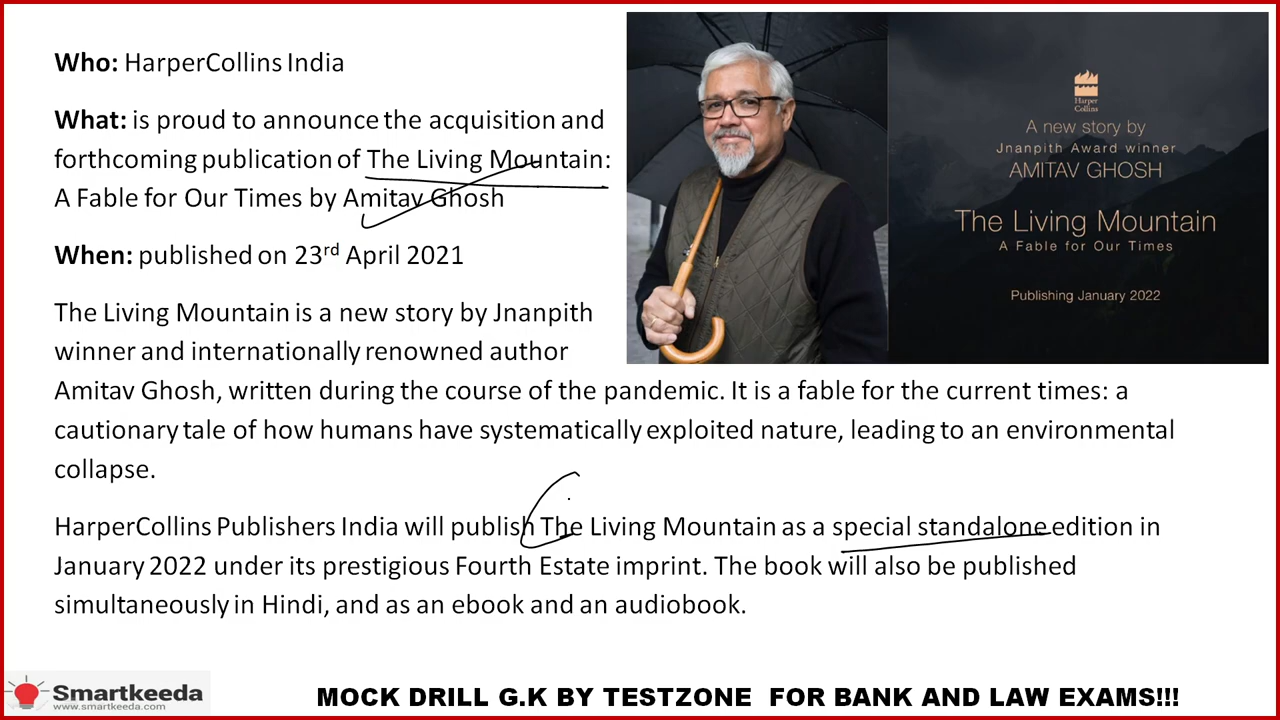 Who: HarperCollins India
What: is proud to announce the acquisition and
forthcoming publication of The Living Mountain:
A Fable for Our Times by Amitav Ghosh
When: published on 23rd April 2021
The Living Mountain is a new story by Jnanpith
winner and internationally renowned author
Amitav Ghosh, written during the course of the pandemic. It is a fable for the current times: a
cautionary tale of how humans have systematically exploited nature, leading to an environmental
collapse.
HarperCollins Publishers India will publish The Living Mountain as a special standalone edition in
January 2022 under its prestigious Fourth Estate imprint. The book will also be published
simultaneously in Hindi, and as an ebook and an audiobook.
Harper
Collins
A new story by
Jnanpith Award winner
AMITAV GHOSH
The Living Mountain
A Fable for Our Times
Publishing January 2022
Smartkeeda
www.smartkeeda.com
MOCK DRILL G.K BY TESTZONE FOR BANK AND LAW EXAMS!!!